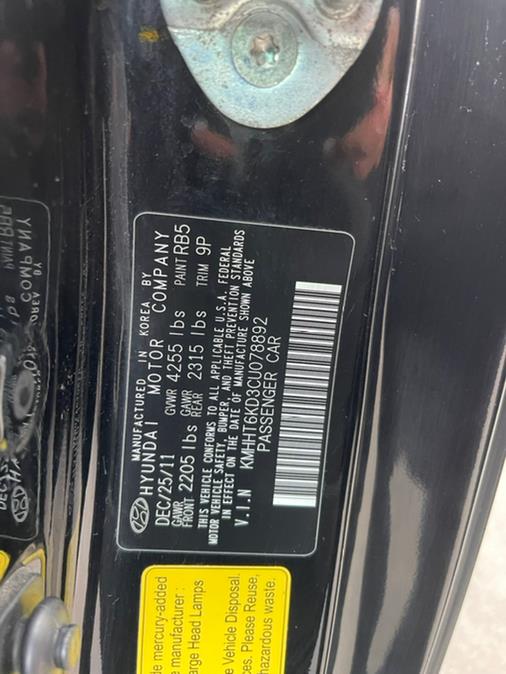 MANUFACTURED IN KOREA BY
HYUNDAI MOTOR COMPANY
DEC/25/11 GVWR 4255 lbs PAINT RB5
GAWR FRONT 2205 lbs GAWR REAR 2315 lbs TRIM 9P
THIS VEHICLE CONFORMS TO ALL APPLICABLE U.S.A. FEDERAL
MOTOR VEHICLE SAFETY, BUMPER, AND THEFT PREVENTION STANDARDS
IN EFFECT ON THE DATE OF MANUFACTURE SHOWN ABOVE
V.I.N KMHHT6KD3CU078892
PASSENGER CAR
de mercury-added
e manufacturer :
arge Head Lamps
e Vehicle Disposal.
ces. Please Reuse,
hazardous waste.